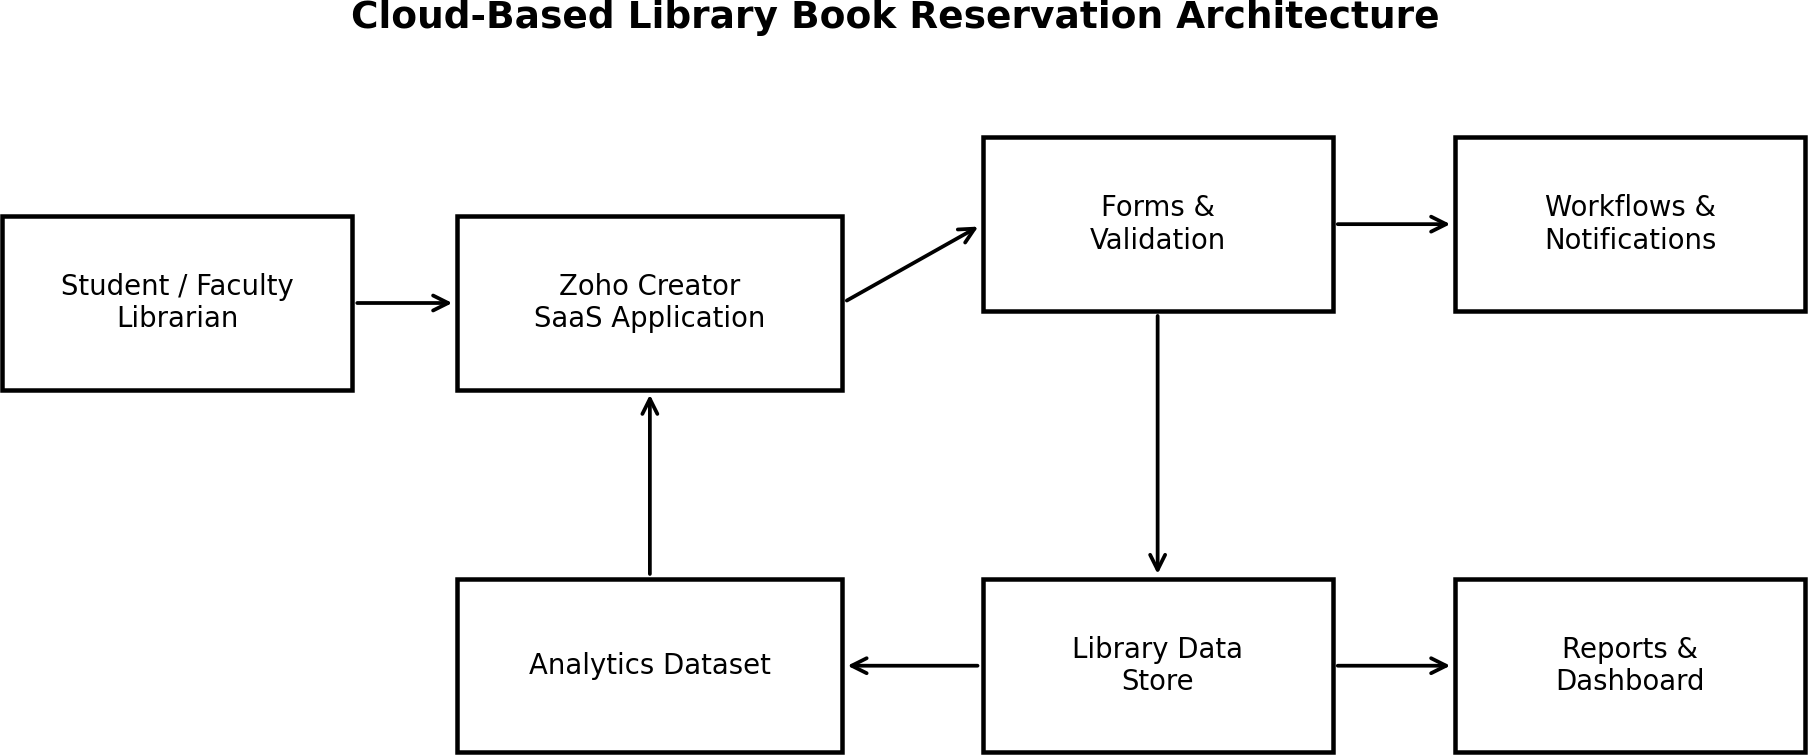 Cloud-Based Library Book Reservation Architecture
Student / Faculty
Librarian
Zoho Creator
SaaS Application
Forms &
Validation
Workflows &
Notifications
Analytics Dataset
Library Data
Store
Reports &
Dashboard